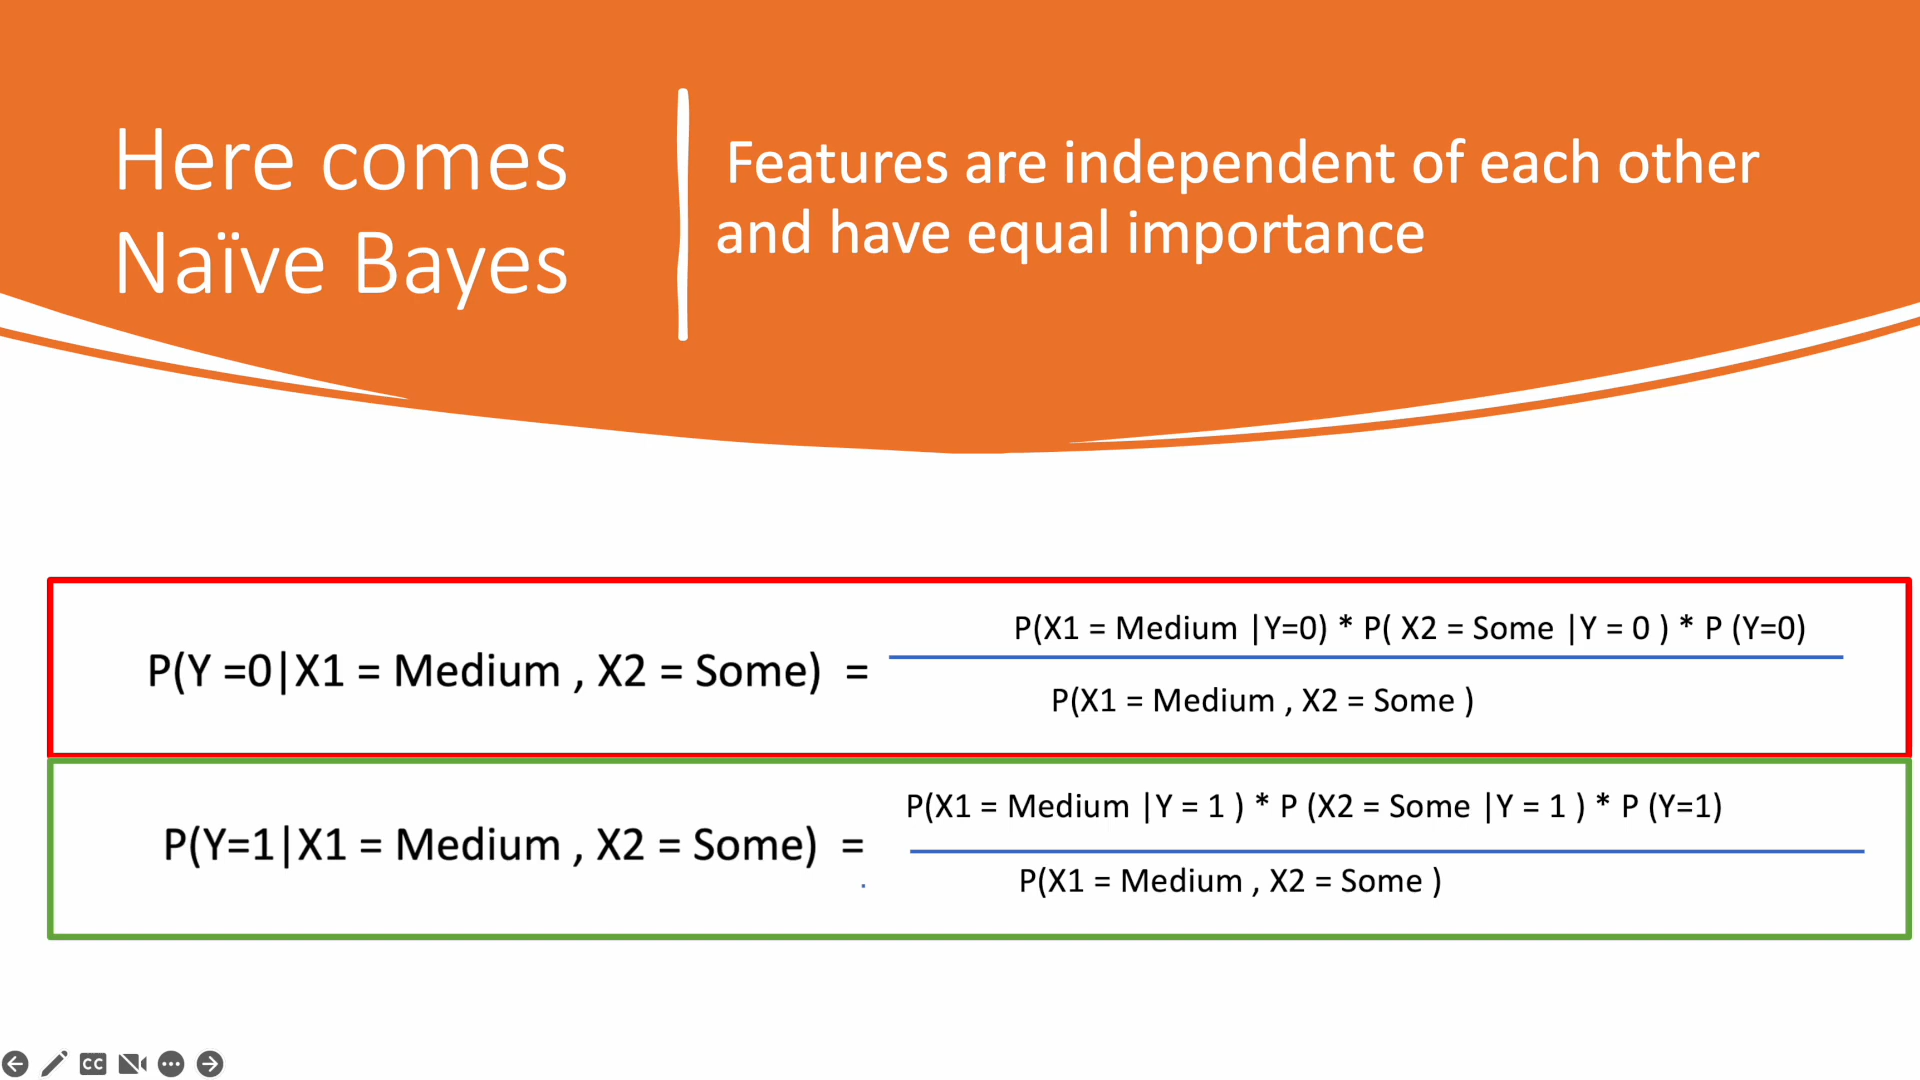 Here comes
Naïve Bayes
Features are independent of each other
and have equal importance
P(Y =0|X1 = Medium , X2 = Some) =
P(X1 = Medium |Y=0) * P( X2 = Some |Y = 0 ) * P (Y=0)
P(X1 = Medium , X2 = Some )
P(Y=1|X1 = Medium , X2 = Some) =
P(X1 = Medium |Y = 1 ) * P (X2 = Some |Y = 1 ) * P (Y=1)
P(X1 = Medium , X2 = Some )
CC